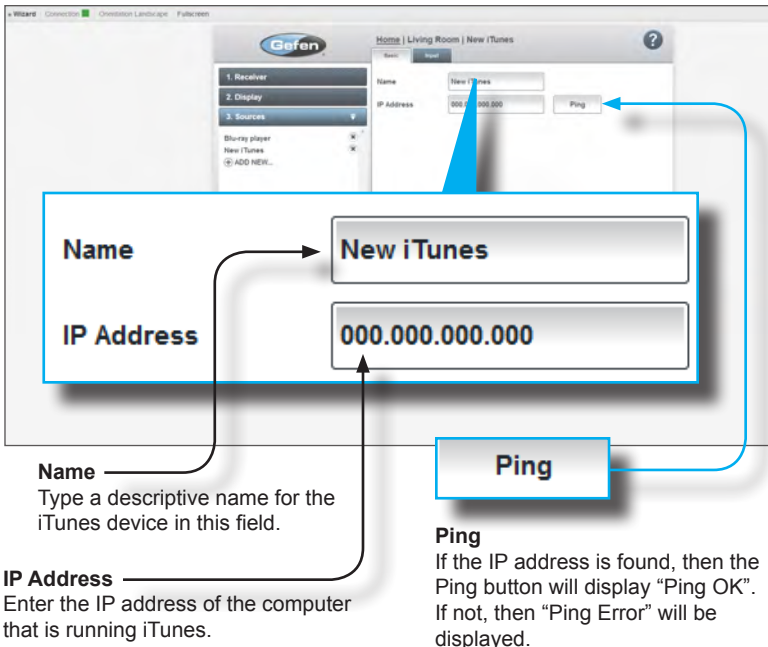 » Wizard Connection Orientation Landscape Fullscreen
Gefen
Home | Living Room | New iTunes
?
Basic Input
1. Receiver
2. Display
3. Sources
Blu-ray player
New iTunes
ADD NEW...
Name New iTunes
IP Address 000.000.000.000 Ping
Name New iTunes
IP Address 000.000.000.000
Ping
Name
Type a descriptive name for the
iTunes device in this field.
IP Address
Enter the IP address of the computer
that is running iTunes.
Ping
If the IP address is found, then the
Ping button will display “Ping OK”.
If not, then “Ping Error” will be
displayed.